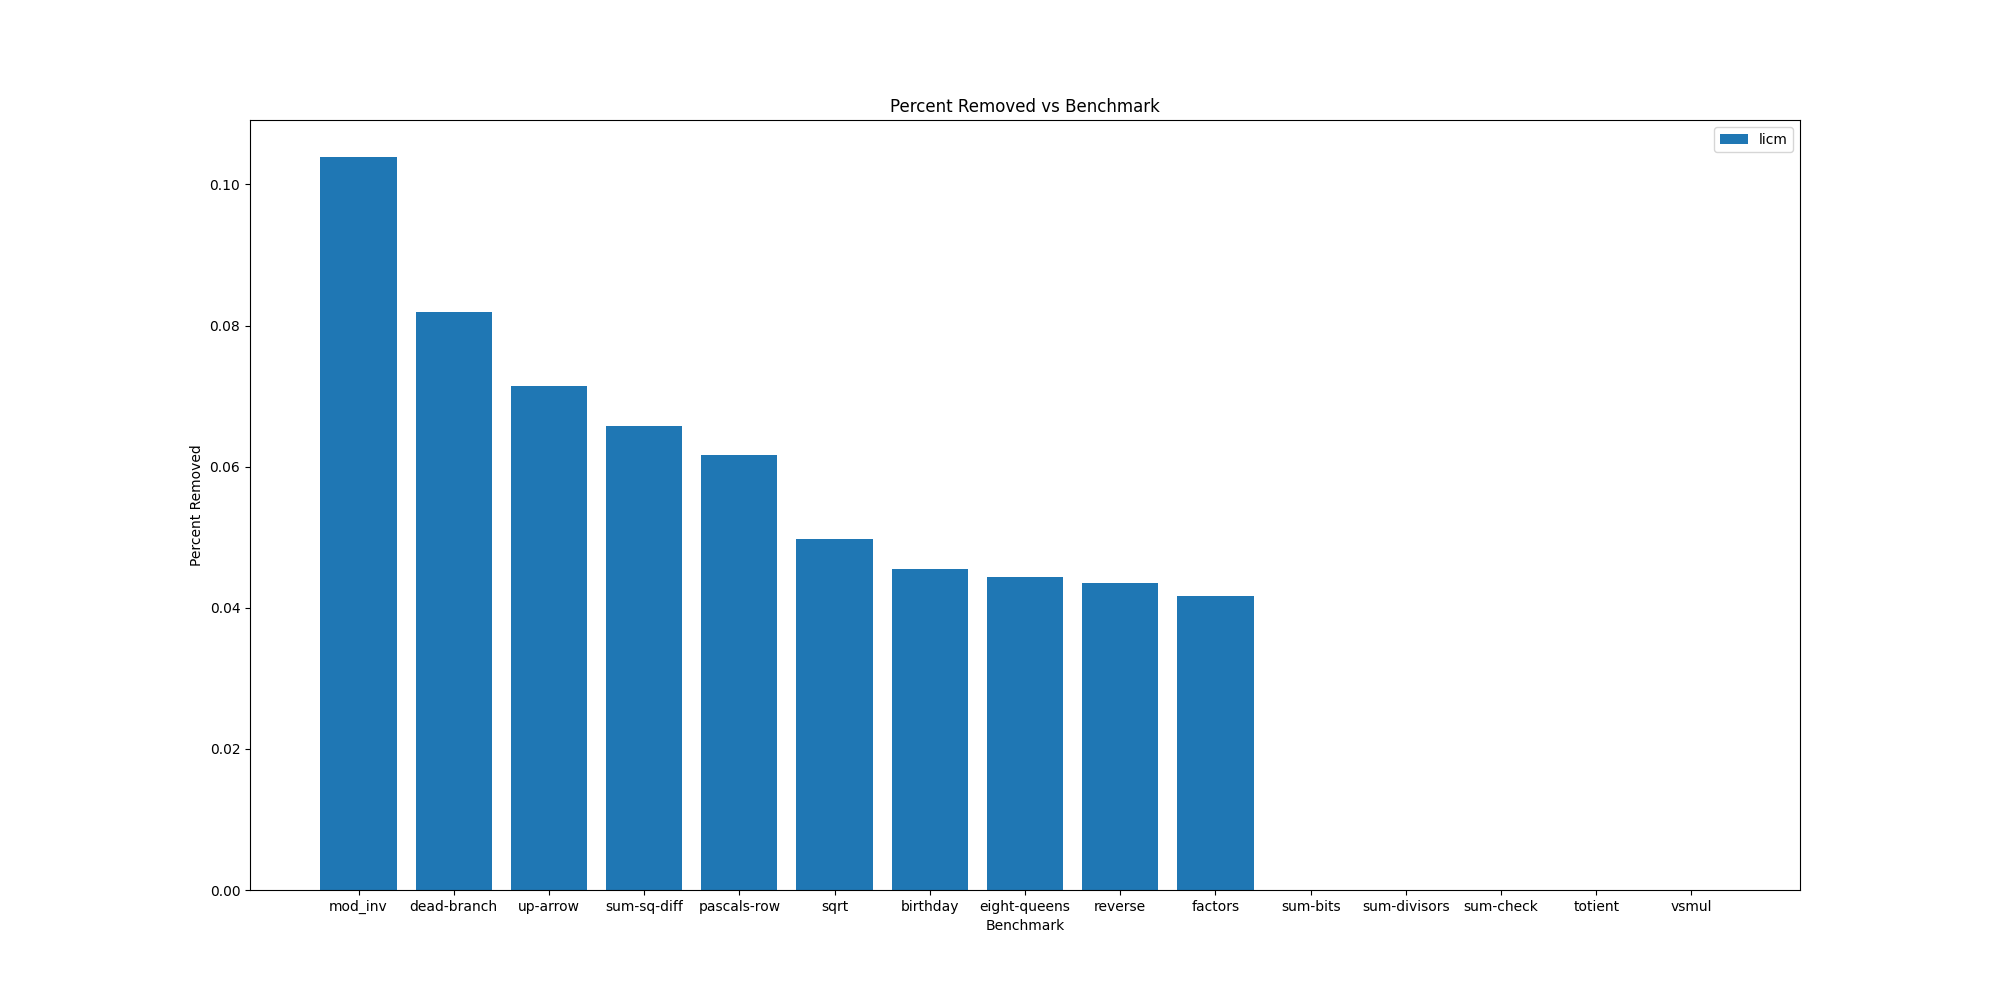 Percent Removed vs Benchmark
licm
0.10
0.08
0.06
0.04
0.02
0.00
Percent Removed
mod_inv dead-branch up-arrow sum-sq-diff pascals-row sqrt birthday eight-queens reverse factors sum-bits sum-divisors sum-check totient vsmul
Benchmark